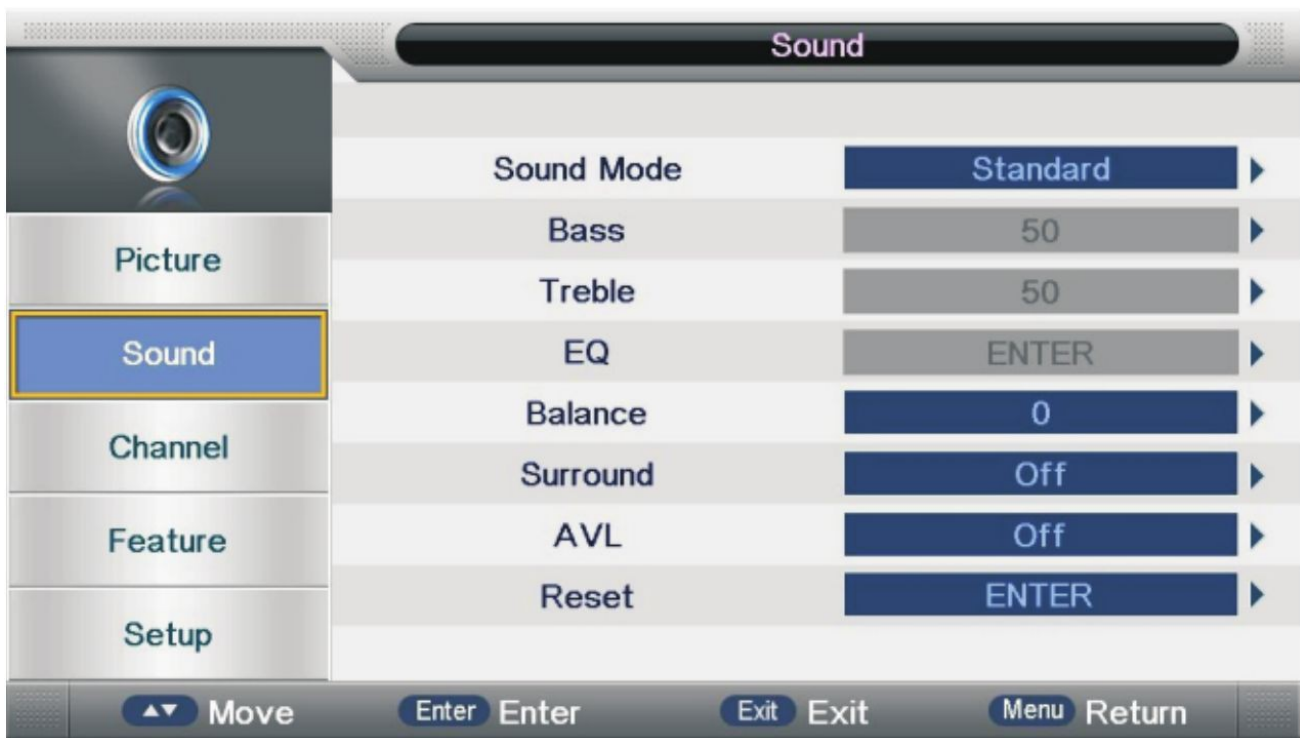 Sound
Sound Mode Standard
Bass 50
Treble 50
EQ ENTER
Balance 0
Surround Off
AVL Off
Reset ENTER
Picture
Sound
Channel
Feature
Setup
▲▼ Move Enter Enter Exit Exit Menu Return